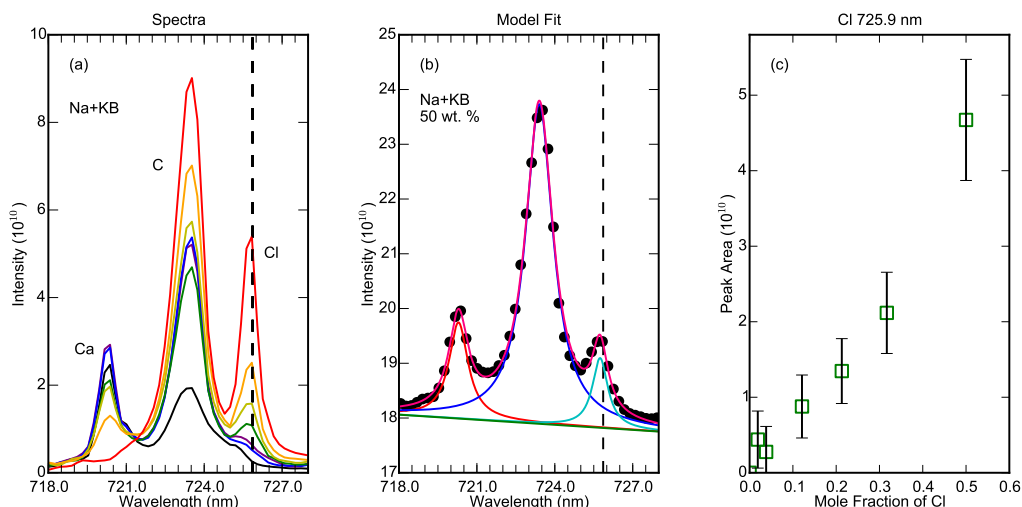 Spectra
(a)
Na+KB
C
Cl
Ca
Intensity (10¹⁰)
10
8
6
4
2
0
718.0
721.0
724.0
727.0
Wavelength (nm)
Model Fit
(b)
Na+KB
50 wt. %
Intensity (10¹⁰)
25
24
23
22
21
20
19
18
17
718.0
721.0
724.0
727.0
Wavelength (nm)
Cl 725.9 nm
(c)
Peak Area (10¹⁰)
5
4
3
2
1
0
0.0
0.1
0.2
0.3
0.4
0.5
0.6
Mole Fraction of Cl